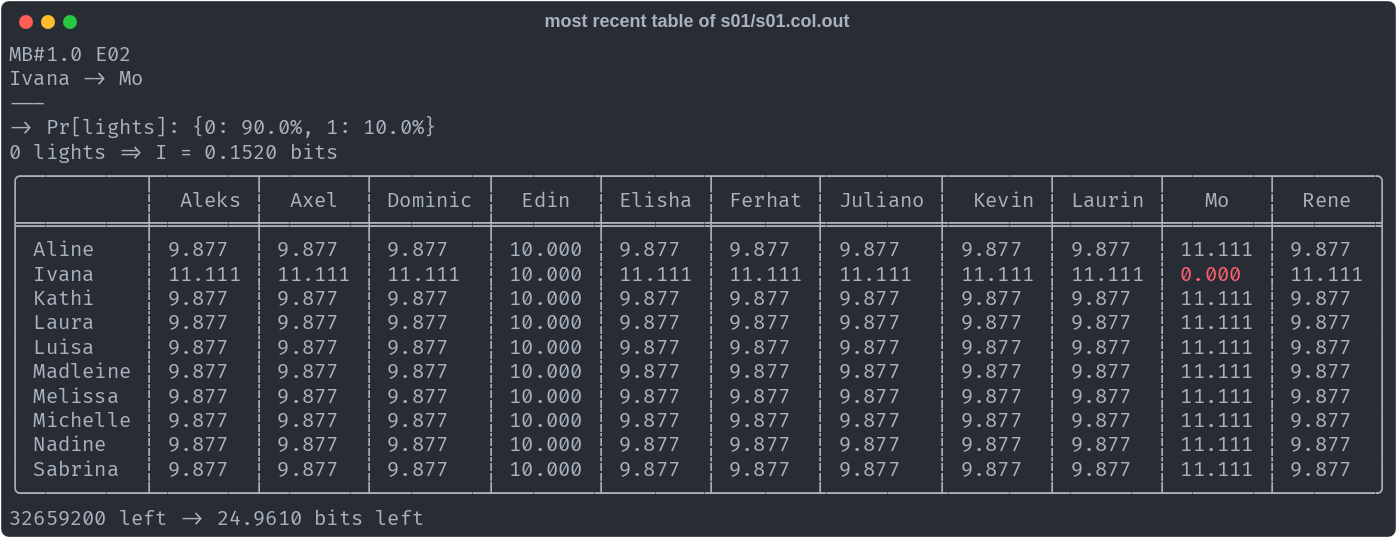 most recent table of s01/s01.col.out
MB#1.0 E02
Ivana -> Mo
---
-> Pr[lights]: {0: 90.0%, 1: 10.0%}
0 lights => I = 0.1520 bits
Aleks Axel Dominic Edin Elisha Ferhat Juliano Kevin Laurin Mo Rene
Aline 9.877 9.877 9.877 10.000 9.877 9.877 9.877 9.877 9.877 11.111 9.877
Ivana 11.111 11.111 11.111 10.000 11.111 11.111 11.111 11.111 11.111 0.000 11.111
Kathi 9.877 9.877 9.877 10.000 9.877 9.877 9.877 9.877 9.877 11.111 9.877
Laura 9.877 9.877 9.877 10.000 9.877 9.877 9.877 9.877 9.877 11.111 9.877
Luisa 9.877 9.877 9.877 10.000 9.877 9.877 9.877 9.877 9.877 11.111 9.877
Madleine 9.877 9.877 9.877 10.000 9.877 9.877 9.877 9.877 9.877 11.111 9.877
Melissa 9.877 9.877 9.877 10.000 9.877 9.877 9.877 9.877 9.877 11.111 9.877
Michelle 9.877 9.877 9.877 10.000 9.877 9.877 9.877 9.877 9.877 11.111 9.877
Nadine 9.877 9.877 9.877 10.000 9.877 9.877 9.877 9.877 9.877 11.111 9.877
Sabrina 9.877 9.877 9.877 10.000 9.877 9.877 9.877 9.877 9.877 11.111 9.877
32659200 left -> 24.9610 bits left